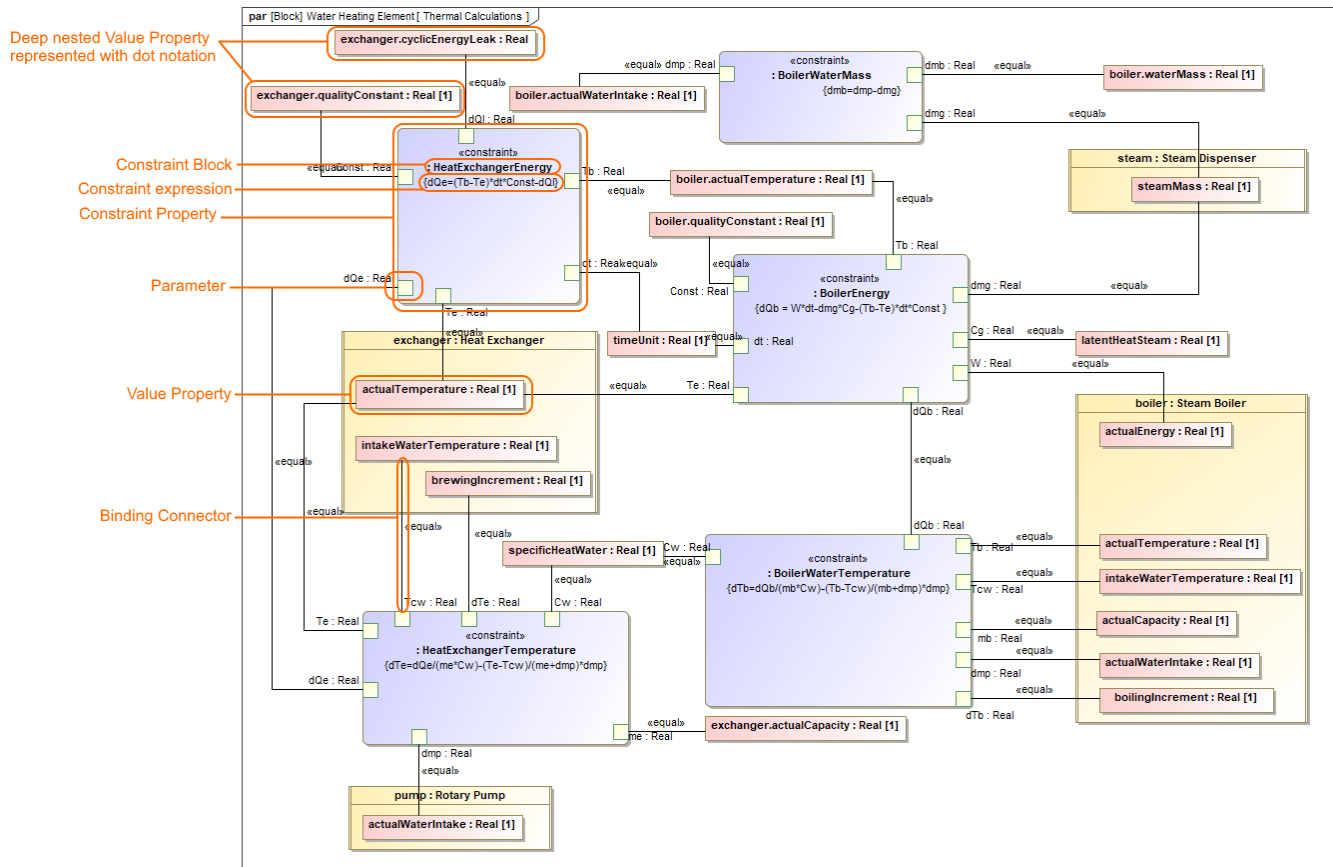 par [Block] Water Heating Element [ Thermal Calculations ]
Deep nested Value Property
represented with dot notation
exchanger.cyclicEnergyLeak : Real
«equal»
exchanger.qualityConstant : Real [1]
dQl : Real
«equal» dmp : Real
boiler.actualWaterIntake : Real [1]
«constraint»
: BoilerWaterMass
{dmb=dmp-dmg}
dmb : Real
«equal»
boiler.waterMass : Real [1]
dmg : Real
«equal»
Constraint Block
Constraint expression
Constraint Property
«equal»
Const : Real
«constraint»
: HeatExchangerEnergy
{dQe=(Tb-Te)*dt*Const-dQl}
Tb : Real
«equal»
boiler.actualTemperature : Real [1]
«equal»
steam : Steam Dispenser
steamMass : Real [1]
boiler.qualityConstant : Real [1]
Tb : Real
Parameter
dQe : Real
dt : Real
«equal»
«equal»
Const : Real
«constraint»
: BoilerEnergy
{dQb = W*dt-dmg*Cg-(Tb-Te)*dt*Const }
dmg : Real
«equal»
Te : Real
«equal»
timeUnit : Real [1]
«equal»
dt : Real
Cg : Real
«equal»
latentHeatSteam : Real [1]
exchanger : Heat Exchanger
W : Real
«equal»
Value Property
actualTemperature : Real [1]
«equal»
Te : Real
dQb : Real
boiler : Steam Boiler
actualEnergy : Real [1]
intakeWaterTemperature : Real [1]
«equal»
«equal»
brewingIncrement : Real [1]
Binding Connector
«equal»
«equal»
«equal»
dQb : Real
specificHeatWater : Real [1]
Cw : Real
«equal»
«constraint»
: BoilerWaterTemperature
{dTb=dQb/(mb*Cw)-(Tb-Tcw)/(mb+dmp)*dmp}
«equal»
Tb : Real
actualTemperature : Real [1]
«equal»
Tcw : Real
intakeWaterTemperature : Real [1]
«equal»
Tcw : Real
dTe : Real
Cw : Real
«equal»
mb : Real
actualCapacity : Real [1]
Te : Real
«constraint»
: HeatExchangerTemperature
{dTe=dQe/(me*Cw)-(Te-Tcw)/(me+dmp)*dmp}
«equal»
dmp : Real
actualWaterIntake : Real [1]
dQe : Real
«equal»
dTb : Real
boilingIncrement : Real [1]
«equal»
me : Real
exchanger.actualCapacity : Real [1]
dmp : Real
«equal»
pump : Rotary Pump
actualWaterIntake : Real [1]